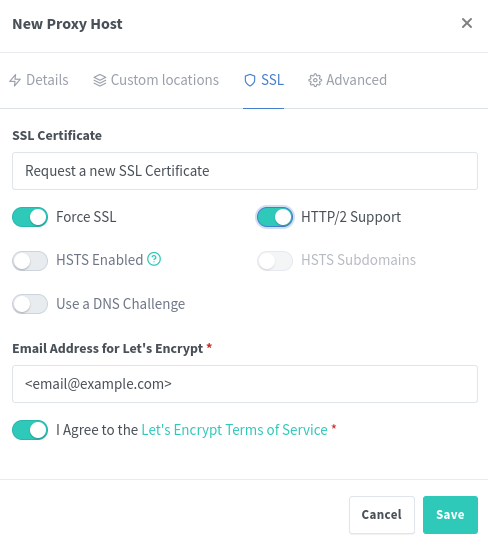 New Proxy Host
Details Custom locations SSL Advanced
SSL Certificate
Request a new SSL Certificate
Force SSL HTTP/2 Support
HSTS Enabled ? HSTS Subdomains
Use a DNS Challenge
Email Address for Let's Encrypt *
<email@example.com>
I Agree to the Let's Encrypt Terms of Service *
Cancel Save